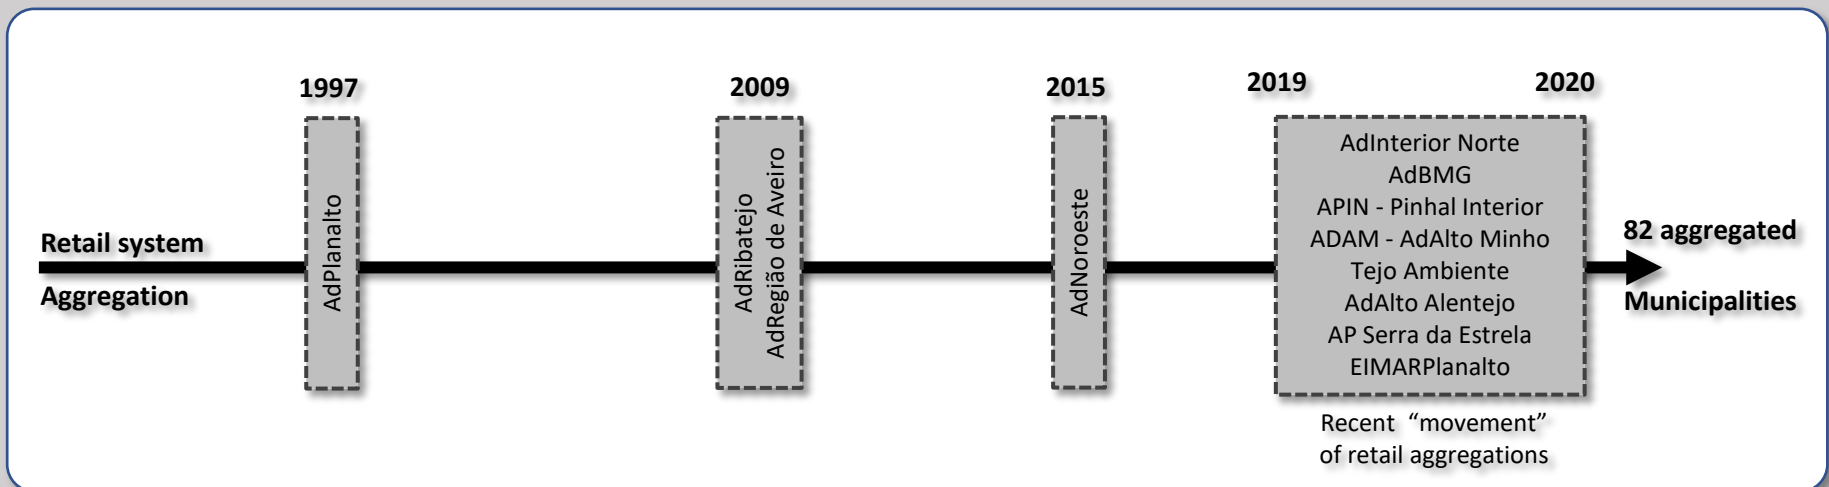 1997
2009
2015
2019
2020
Retail system
Aggregation
AdPlanalto
AdRibatejo
AdRegião de Aveiro
AdNoroeste
AdInterior Norte
AdBMG
APIN - Pinhal Interior
ADAM - AdAlto Minho
Tejo Ambiente
AdAlto Alentejo
AP Serra da Estrela
EIMARPlanalto
82 aggregated
Municipalities
Recent “movement”
of retail aggregations